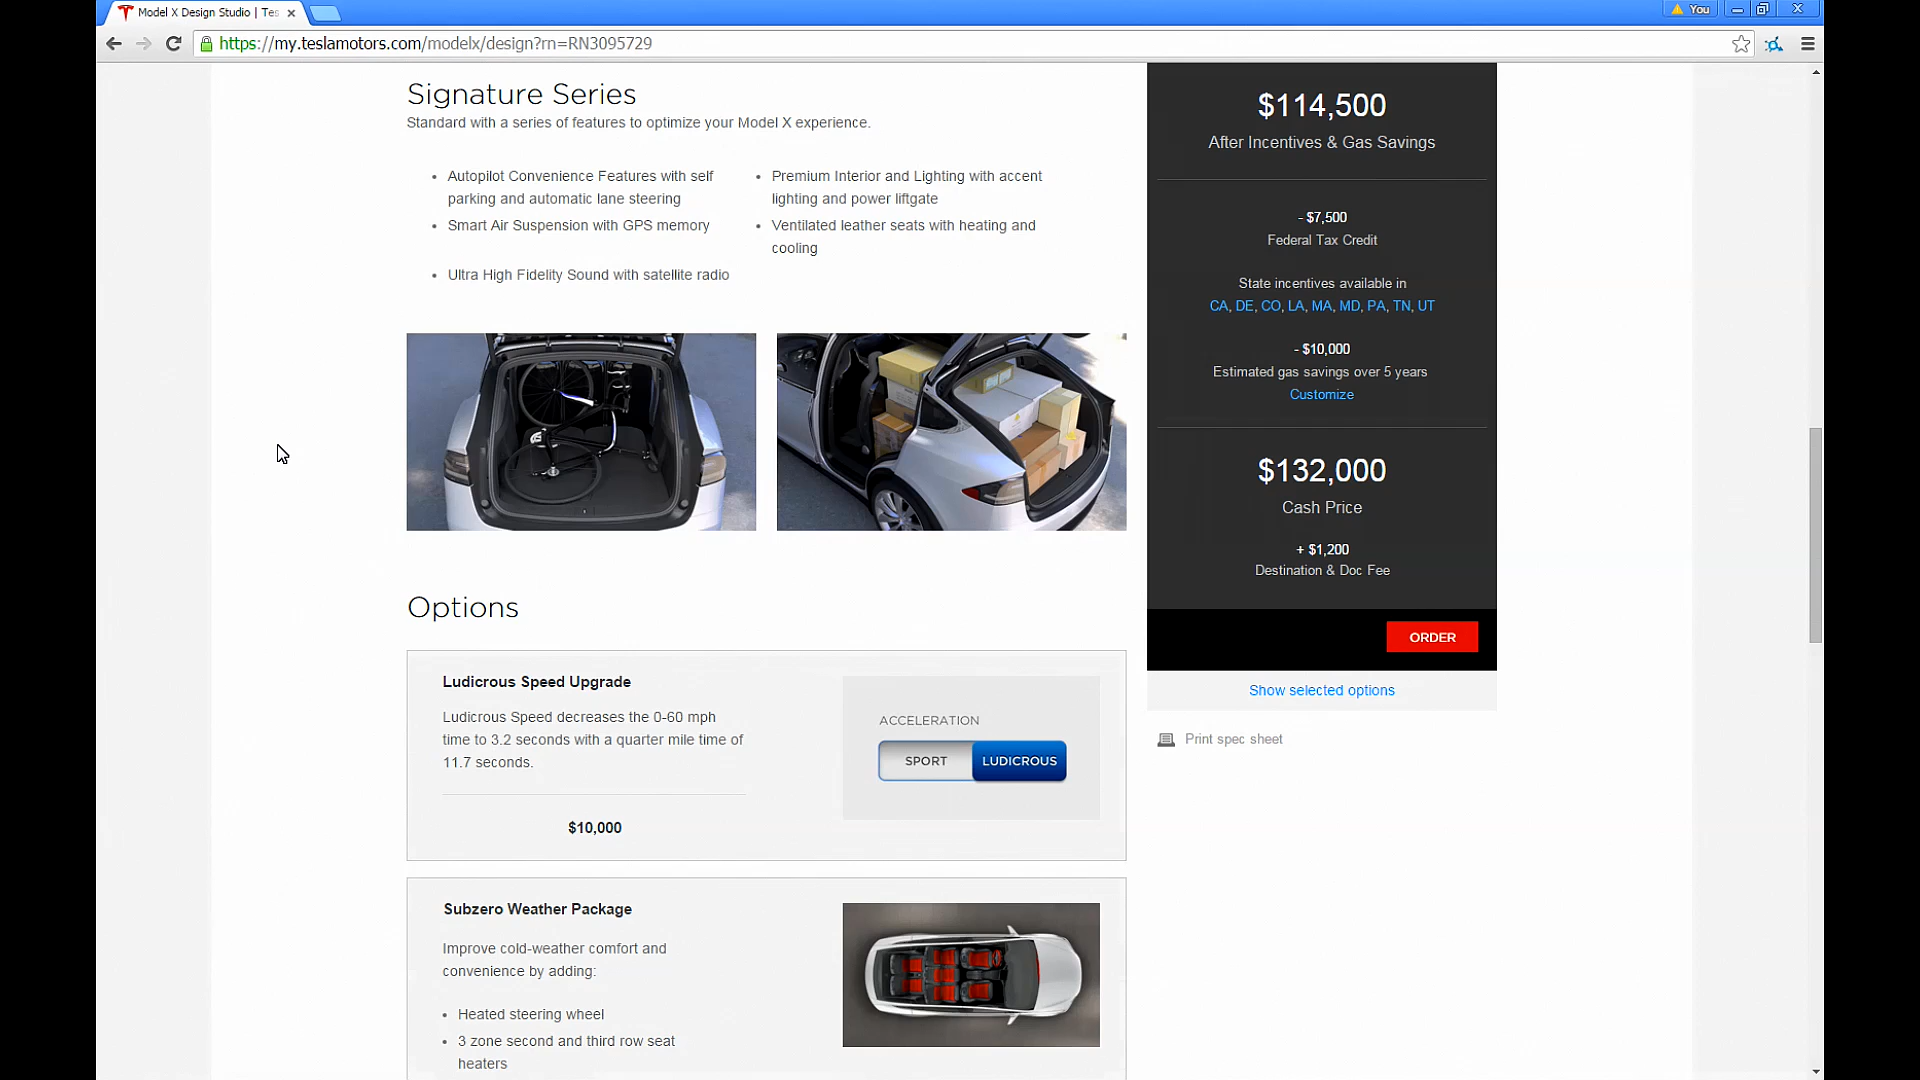 Model X Design Studio | Tes
You
https://my.teslamotors.com/modelx/design?rn=RN3095729
Signature Series
Standard with a series of features to optimize your Model X experience.
• Autopilot Convenience Features with self
parking and automatic lane steering
• Smart Air Suspension with GPS memory
• Ultra High Fidelity Sound with satellite radio
• Premium Interior and Lighting with accent
lighting and power liftgate
• Ventilated leather seats with heating and
cooling
Options
Ludicrous Speed Upgrade
Ludicrous Speed decreases the 0-60 mph
time to 3.2 seconds with a quarter mile time of
11.7 seconds.
$10,000
ACCELERATION
SPORT
LUDICROUS
Subzero Weather Package
Improve cold-weather comfort and
convenience by adding:
• Heated steering wheel
• 3 zone second and third row seat
heaters
$114,500
After Incentives & Gas Savings
- $7,500
Federal Tax Credit
State incentives available in
CA, DE, CO, LA, MA, MD, PA, TN, UT
- $10,000
Estimated gas savings over 5 years
Customize
$132,000
Cash Price
+ $1,200
Destination & Doc Fee
ORDER
Show selected options
Print spec sheet